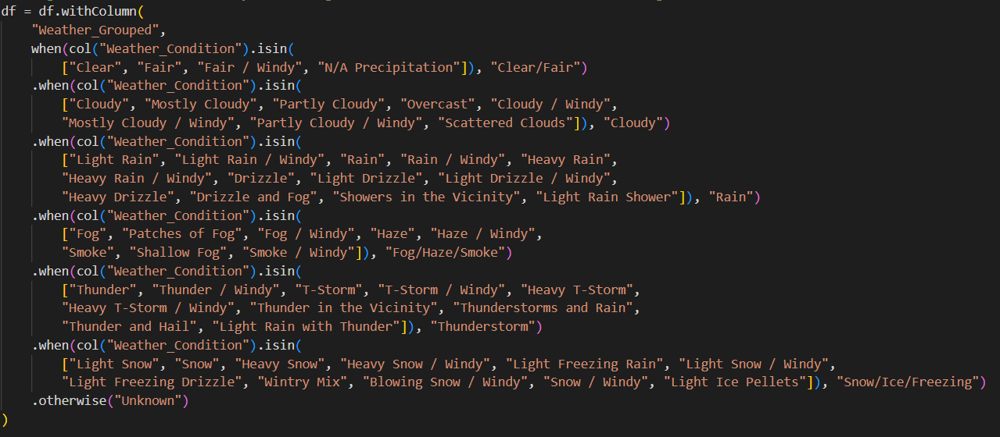 df = df.withColumn(
    "Weather_Grouped",
    when(col("Weather_Condition").isin(
        ["Clear", "Fair", "Fair / Windy", "N/A Precipitation"]), "Clear/Fair")
    .when(col("Weather_Condition").isin(
        ["Cloudy", "Mostly Cloudy", "Partly Cloudy", "Overcast", "Cloudy / Windy",
        "Mostly Cloudy / Windy", "Partly Cloudy / Windy", "Scattered Clouds"]), "Cloudy")
    .when(col("Weather_Condition").isin(
        ["Light Rain", "Light Rain / Windy", "Rain", "Rain / Windy", "Heavy Rain",
        "Heavy Rain / Windy", "Drizzle", "Light Drizzle", "Light Drizzle / Windy",
        "Heavy Drizzle", "Drizzle and Fog", "Showers in the Vicinity", "Light Rain Shower"]), "Rain")
    .when(col("Weather_Condition").isin(
        ["Fog", "Patches of Fog", "Fog / Windy", "Haze", "Haze / Windy",
        "Smoke", "Shallow Fog", "Smoke / Windy"]), "Fog/Haze/Smoke")
    .when(col("Weather_Condition").isin(
        ["Thunder", "Thunder / Windy", "T-Storm", "T-Storm / Windy", "Heavy T-Storm",
        "Heavy T-Storm / Windy", "Thunder in the Vicinity", "Thunderstorms and Rain",
        "Thunder and Hail", "Light Rain with Thunder"]), "Thunderstorm")
    .when(col("Weather_Condition").isin(
        ["Light Snow", "Snow", "Heavy Snow", "Heavy Snow / Windy", "Light Freezing Rain", "Light Snow / Windy",
        "Light Freezing Drizzle", "Wintry Mix", "Blowing Snow / Windy", "Snow / Windy", "Light Ice Pellets"]), "Snow/Ice/Freezing")
    .otherwise("Unknown")
)